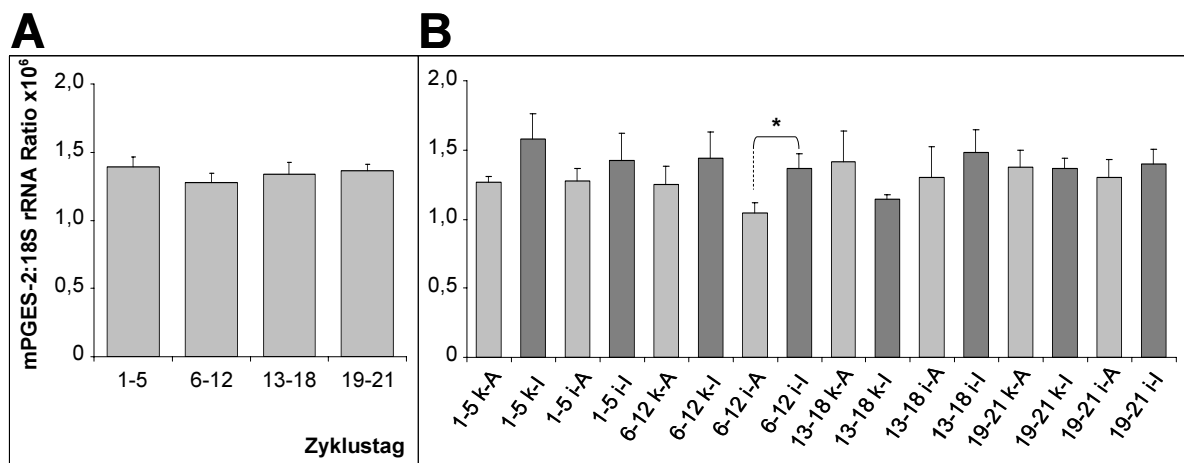 A
B
mPGES-2:18S rRNA Ratio x10⁶
2,0
1,5
1,0
0,5
0
1-5
6-12
13-18
19-21
Zyklustag
2,0
1,5
1,0
0,5
0
*
1-5 k-A
1-5 k-I
1-5 i-A
1-5 i-I
6-12 k-A
6-12 k-I
6-12 i-A
6-12 i-I
13-18 k-A
13-18 k-I
13-18 i-A
13-18 i-I
19-21 k-A
19-21 k-I
19-21 i-A
19-21 i-I